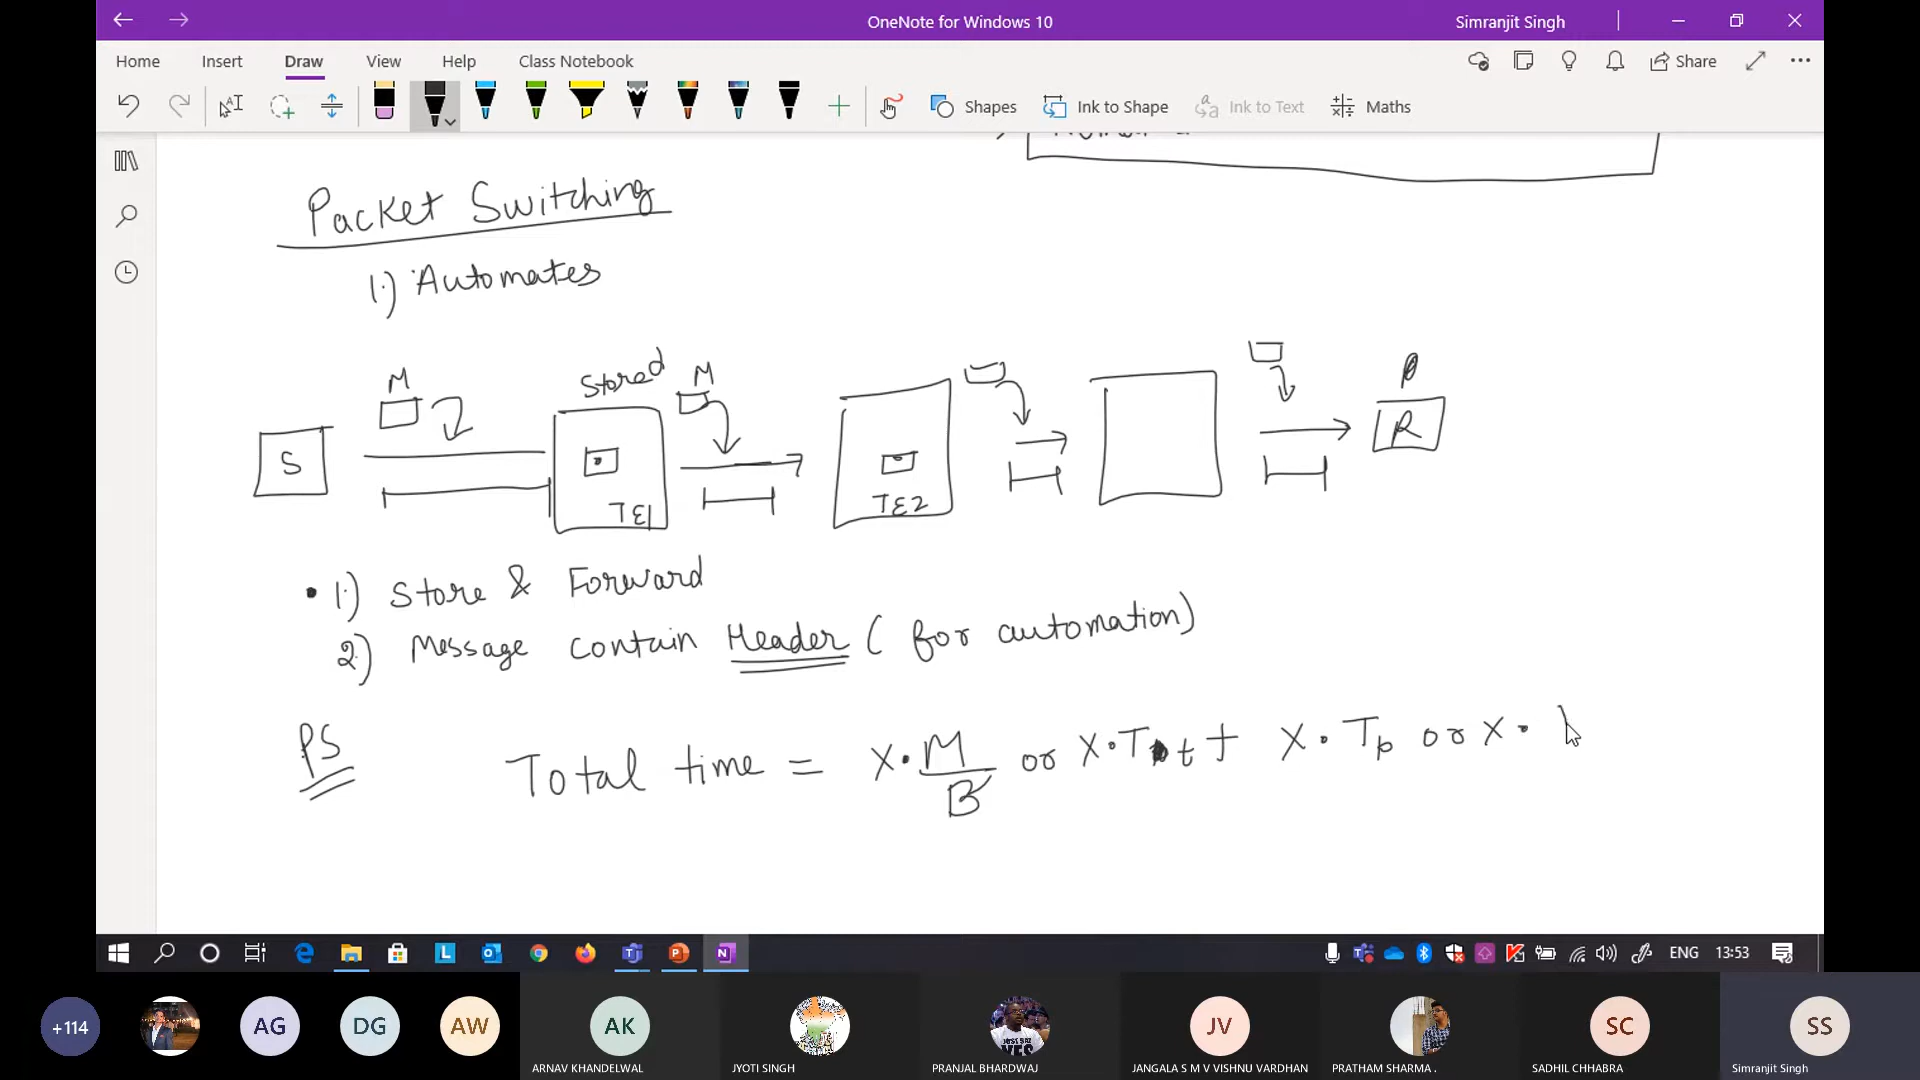 OneNote for Windows 10
Simranjit Singh
Home Insert Draw View Help Class Notebook
Share
Shapes Ink to Shape Ink to Text Maths
Packet Switching
1.) Automates
M Stored M
S TE1 TE2 R
1) Store & Forward
2) Message contain Header ( for automation)
PS Total time = X . M/B or X . Tt + X . Tp or X .
ENG 13:53
+114 AG DG AW AK JV SC SS
ARNAV KHANDELWAL JYOTI SINGH PRANJAL BHARDWAJ JANGALA S M V VISHNU VARDHAN PRATHAM SHARMA . SADHIL CHHABRA Simranjit Singh